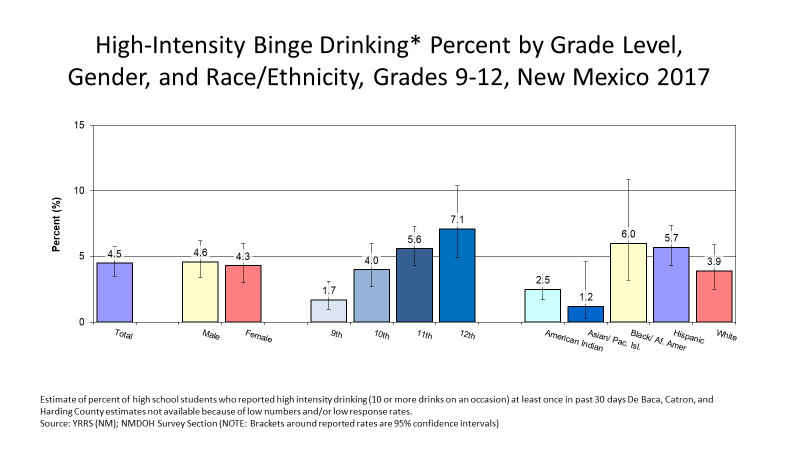 High-Intensity Binge Drinking* Percent by Grade Level,
Gender, and Race/Ethnicity, Grades 9-12, New Mexico 2017
Percent (%)
15
10
5
0
4.5
4.6
4.3
1.7
4.0
5.6
7.1
2.5
1.2
6.0
5.7
3.9
Total
Male
Female
9th
10th
11th
12th
American Indian
Asian/ Pac. Isl.
Black/ Af. Amer
Hispanic
White
Estimate of percent of high school students who reported high intensity drinking (10 or more drinks on an occasion) at least once in past 30 days De Baca, Catron, and
Harding County estimates not available because of low numbers and/or low response rates.
Source: YRRS (NM); NMDOH Survey Section (NOTE: Brackets around reported rates are 95% confidence intervals)